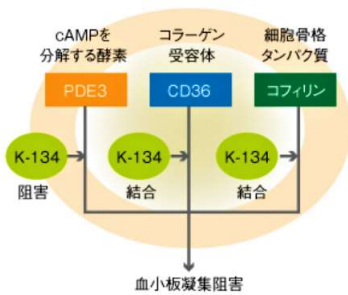 cAMPを
分解する酵素
コラーゲン
受容体
細胞骨格
タンパク質
PDE3
CD36
コフィリン
K-134
K-134
K-134
阻害
結合
結合
血小板凝集阻害